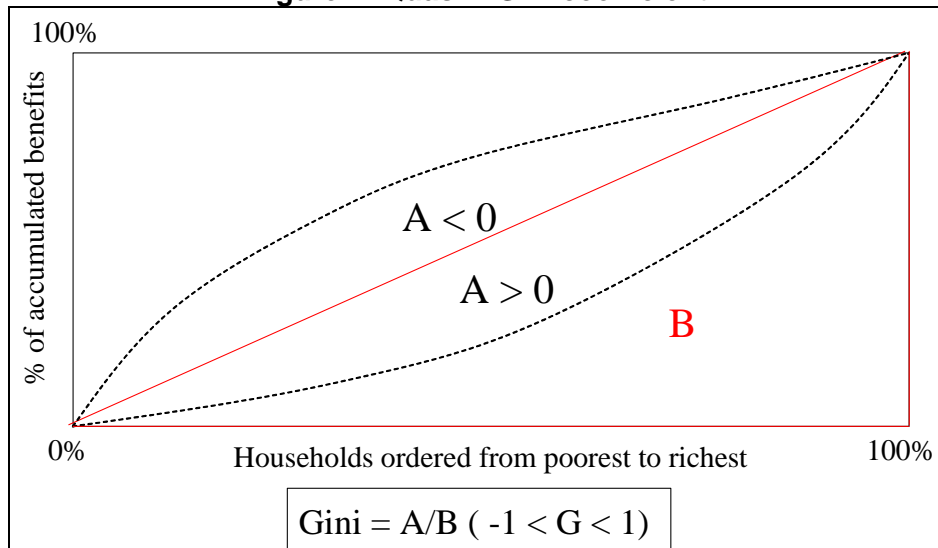 100%
% of accumulated benefits
A < 0
A > 0
B
0%
Households ordered from poorest to richest
100%
Gini = A/B ( -1 < G < 1)